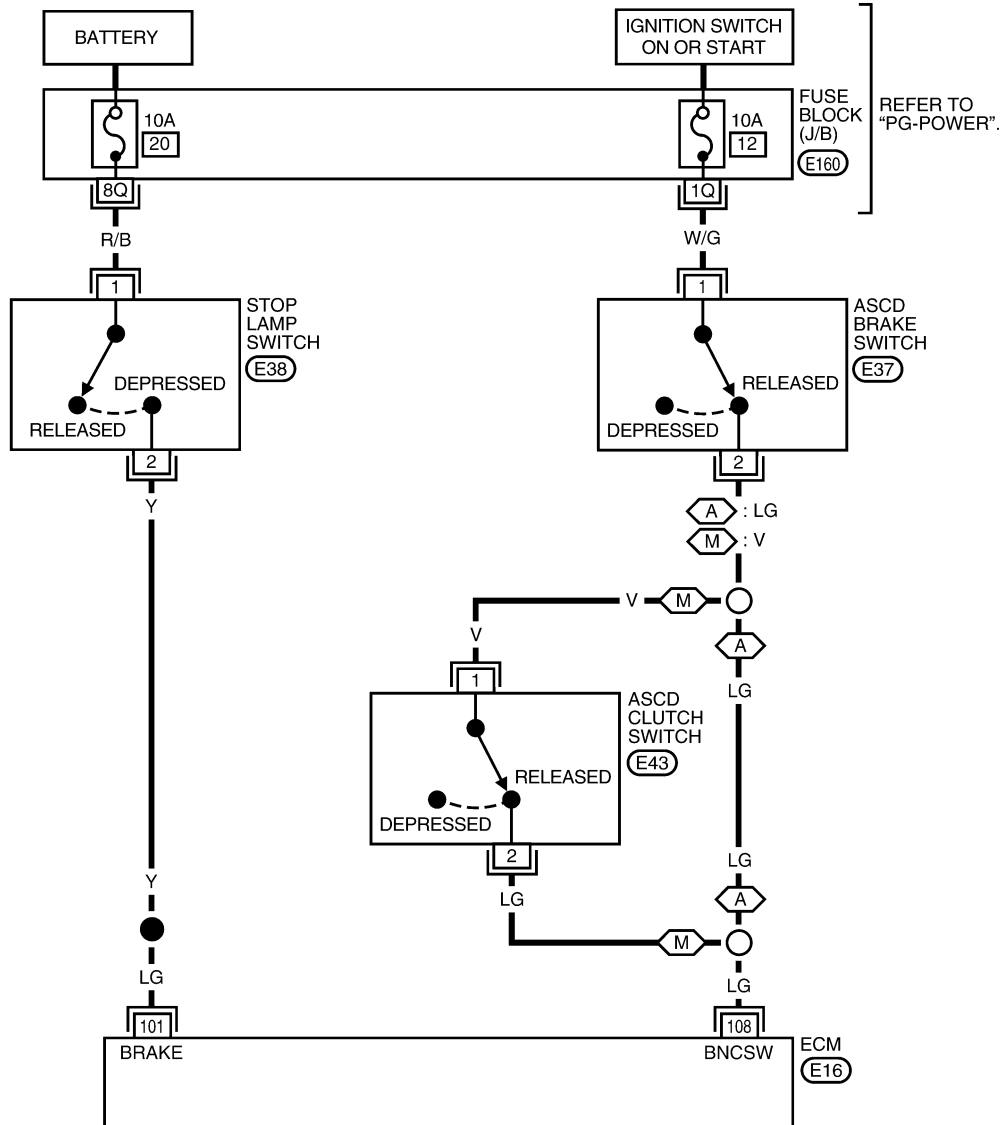 BATTERY
IGNITION SWITCH
ON OR START
10A
20
10A
12
FUSE
BLOCK
(J/B)
E160
REFER TO
“PG-POWER”.
8Q
1Q
R/B
W/G
1
STOP
LAMP
SWITCH
E38
DEPRESSED
RELEASED
2
1
ASCD
BRAKE
SWITCH
E37
RELEASED
DEPRESSED
2
Y
A : LG
M : V
V
M
A
V
LG
1
ASCD
CLUTCH
SWITCH
E43
RELEASED
DEPRESSED
2
LG
Y
LG
A
M
LG
LG
101
108
BRAKE
BNCSW
ECM
E16